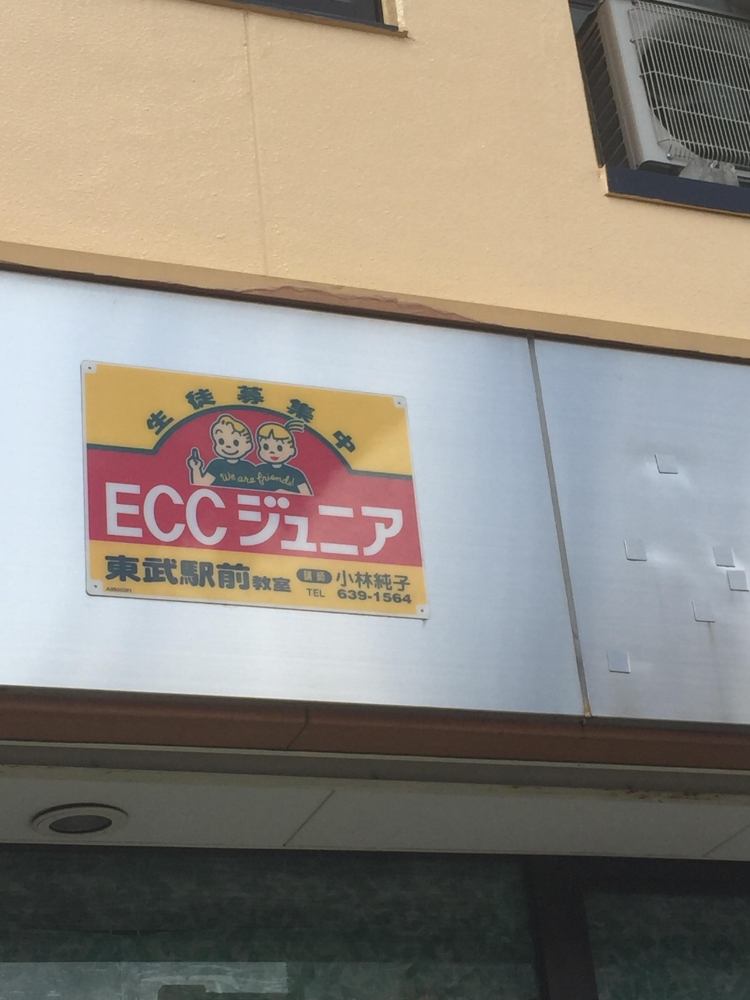 生徒募集中
We are friends!
ECCジュニア
東武駅前教室
講師 小林純子
TEL 639-1564